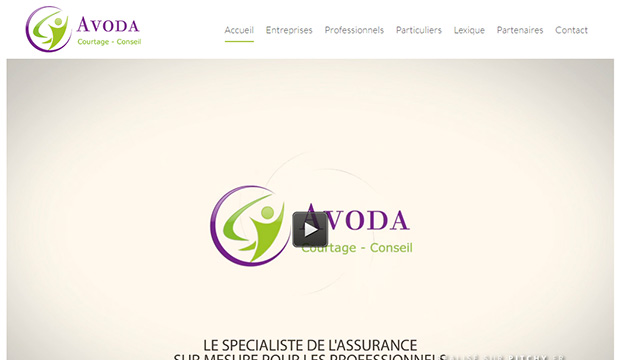 AVODA
Courtage - Conseil
Accueil Entreprises Professionnels Particuliers Lexique Partenaires Contact
AVODA
Courtage - Conseil
LE SPECIALISTE DE L'ASSURANCE
SUR MESURE POUR LES PROFESSIONNELS